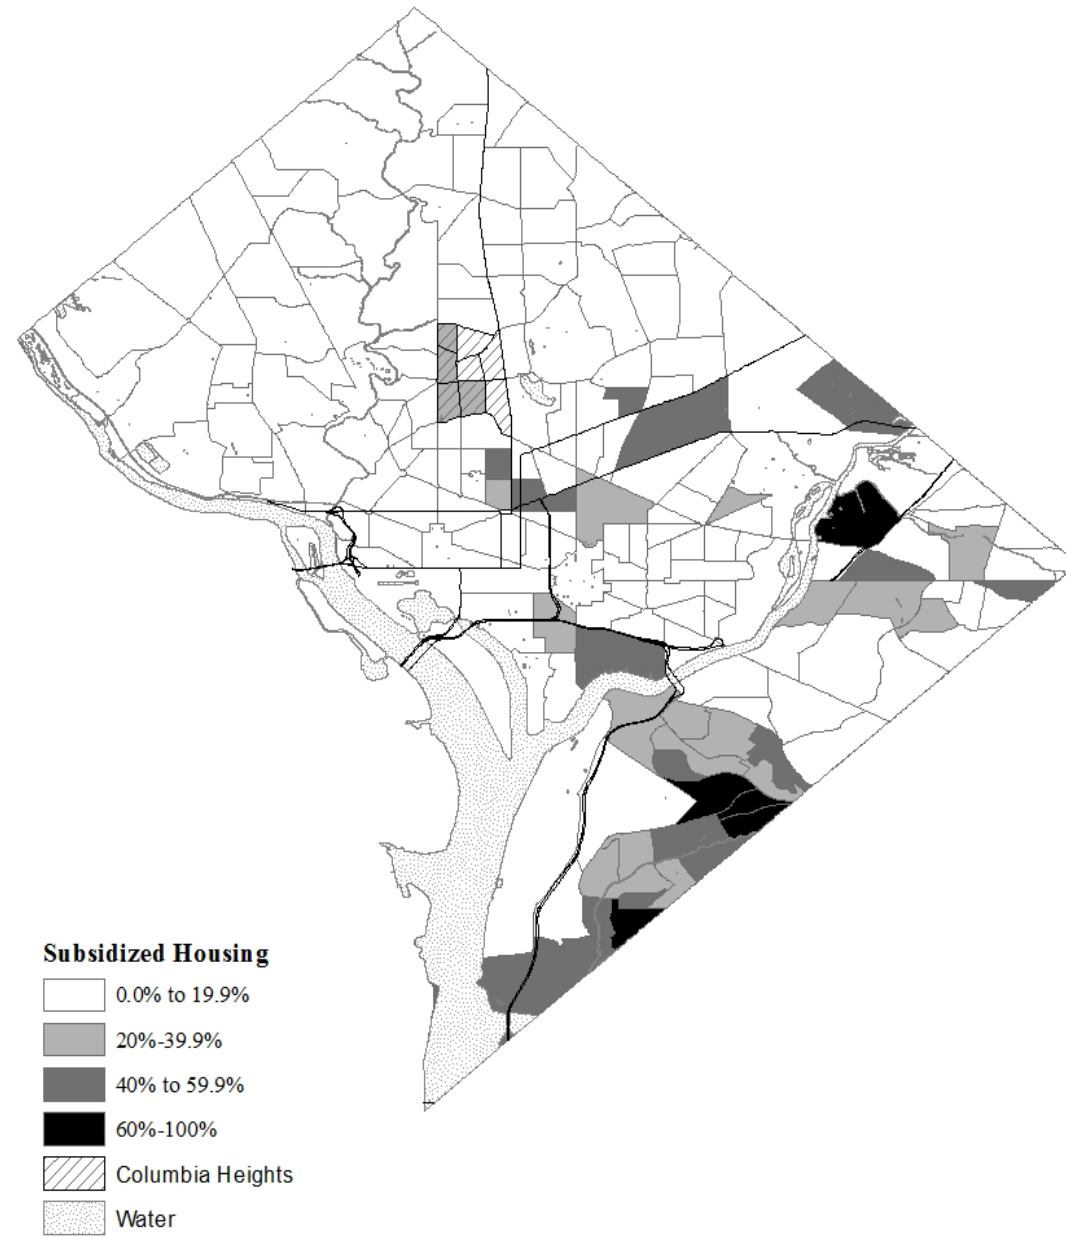 Subsidized Housing
0.0% to 19.9%
20%-39.9%
40% to 59.9%
60%-100%
Columbia Heights
Water